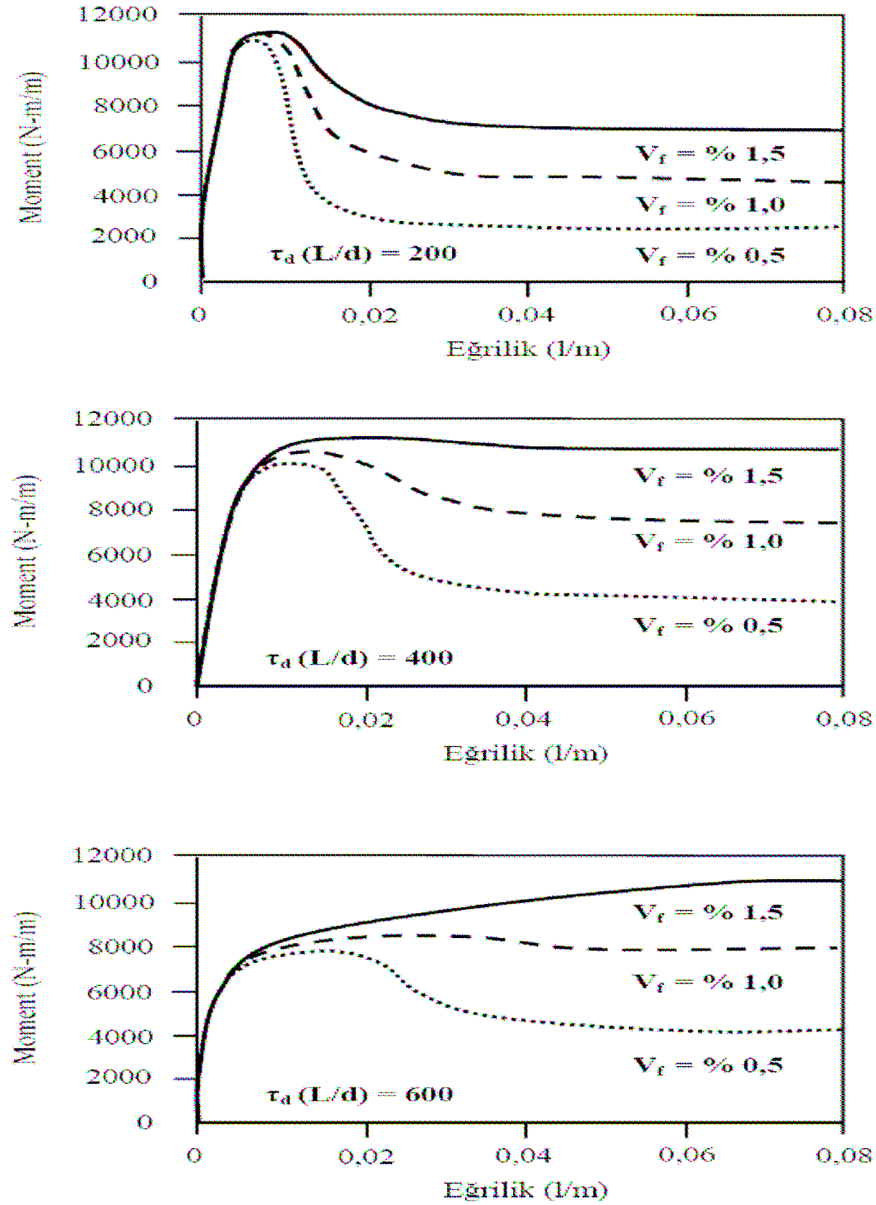 12000
10000
8000
6000
4000
2000
0
Moment (N-m/m)
V_f = % 1,5
V_f = % 1,0
V_f = % 0,5
τ_d (L/d) = 200
0 0,02 0,04 0,06 0,08
Eğrilik (l/m)
12000
10000
8000
6000
4000
2000
0
Moment (N-m/m)
V_f = % 1,5
V_f = % 1,0
V_f = % 0,5
τ_d (L/d) = 400
0 0,02 0,04 0,06 0,08
Eğrilik (l/m)
12000
10000
8000
6000
4000
2000
0
Moment (N-m/m)
V_f = % 1,5
V_f = % 1,0
V_f = % 0,5
τ_d (L/d) = 600
0 0,02 0,04 0,06 0,08
Eğrilik (l/m)